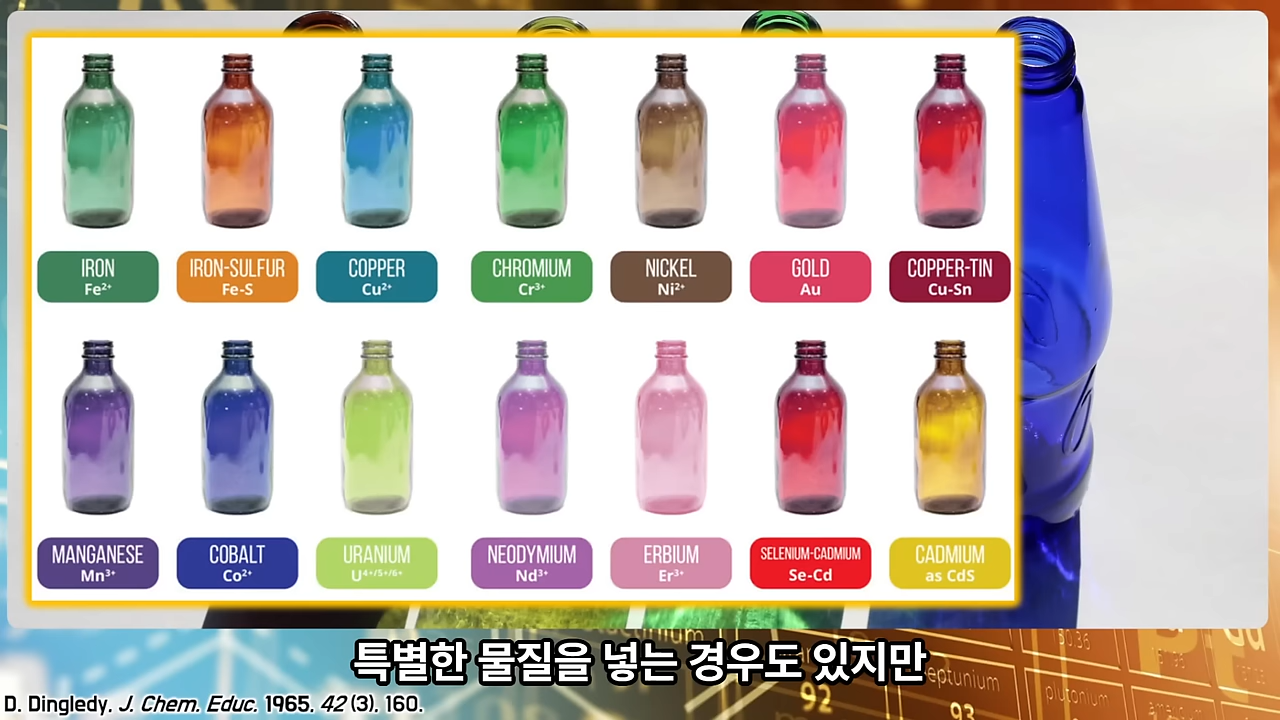 IRON
Fe²⁺
IRON-SULFUR
Fe-S
COPPER
Cu²⁺
CHROMIUM
Cr³⁺
NICKEL
Ni²⁺
GOLD
Au
COPPER-TIN
Cu-Sn
MANGANESE
Mn³⁺
COBALT
Co²⁺
URANIUM
U⁴⁺/⁵⁺/⁶⁺
NEODYMIUM
Nd³⁺
ERBIUM
Er³⁺
SELENIUM-CADMIUM
Se-Cd
CADMIUM
as CdS
특별한 물질을 넣는 경우도 있지만
92
93
plutonium
D. Dingledy, J. Chem. Educ. 1965, 42 (3), 160.